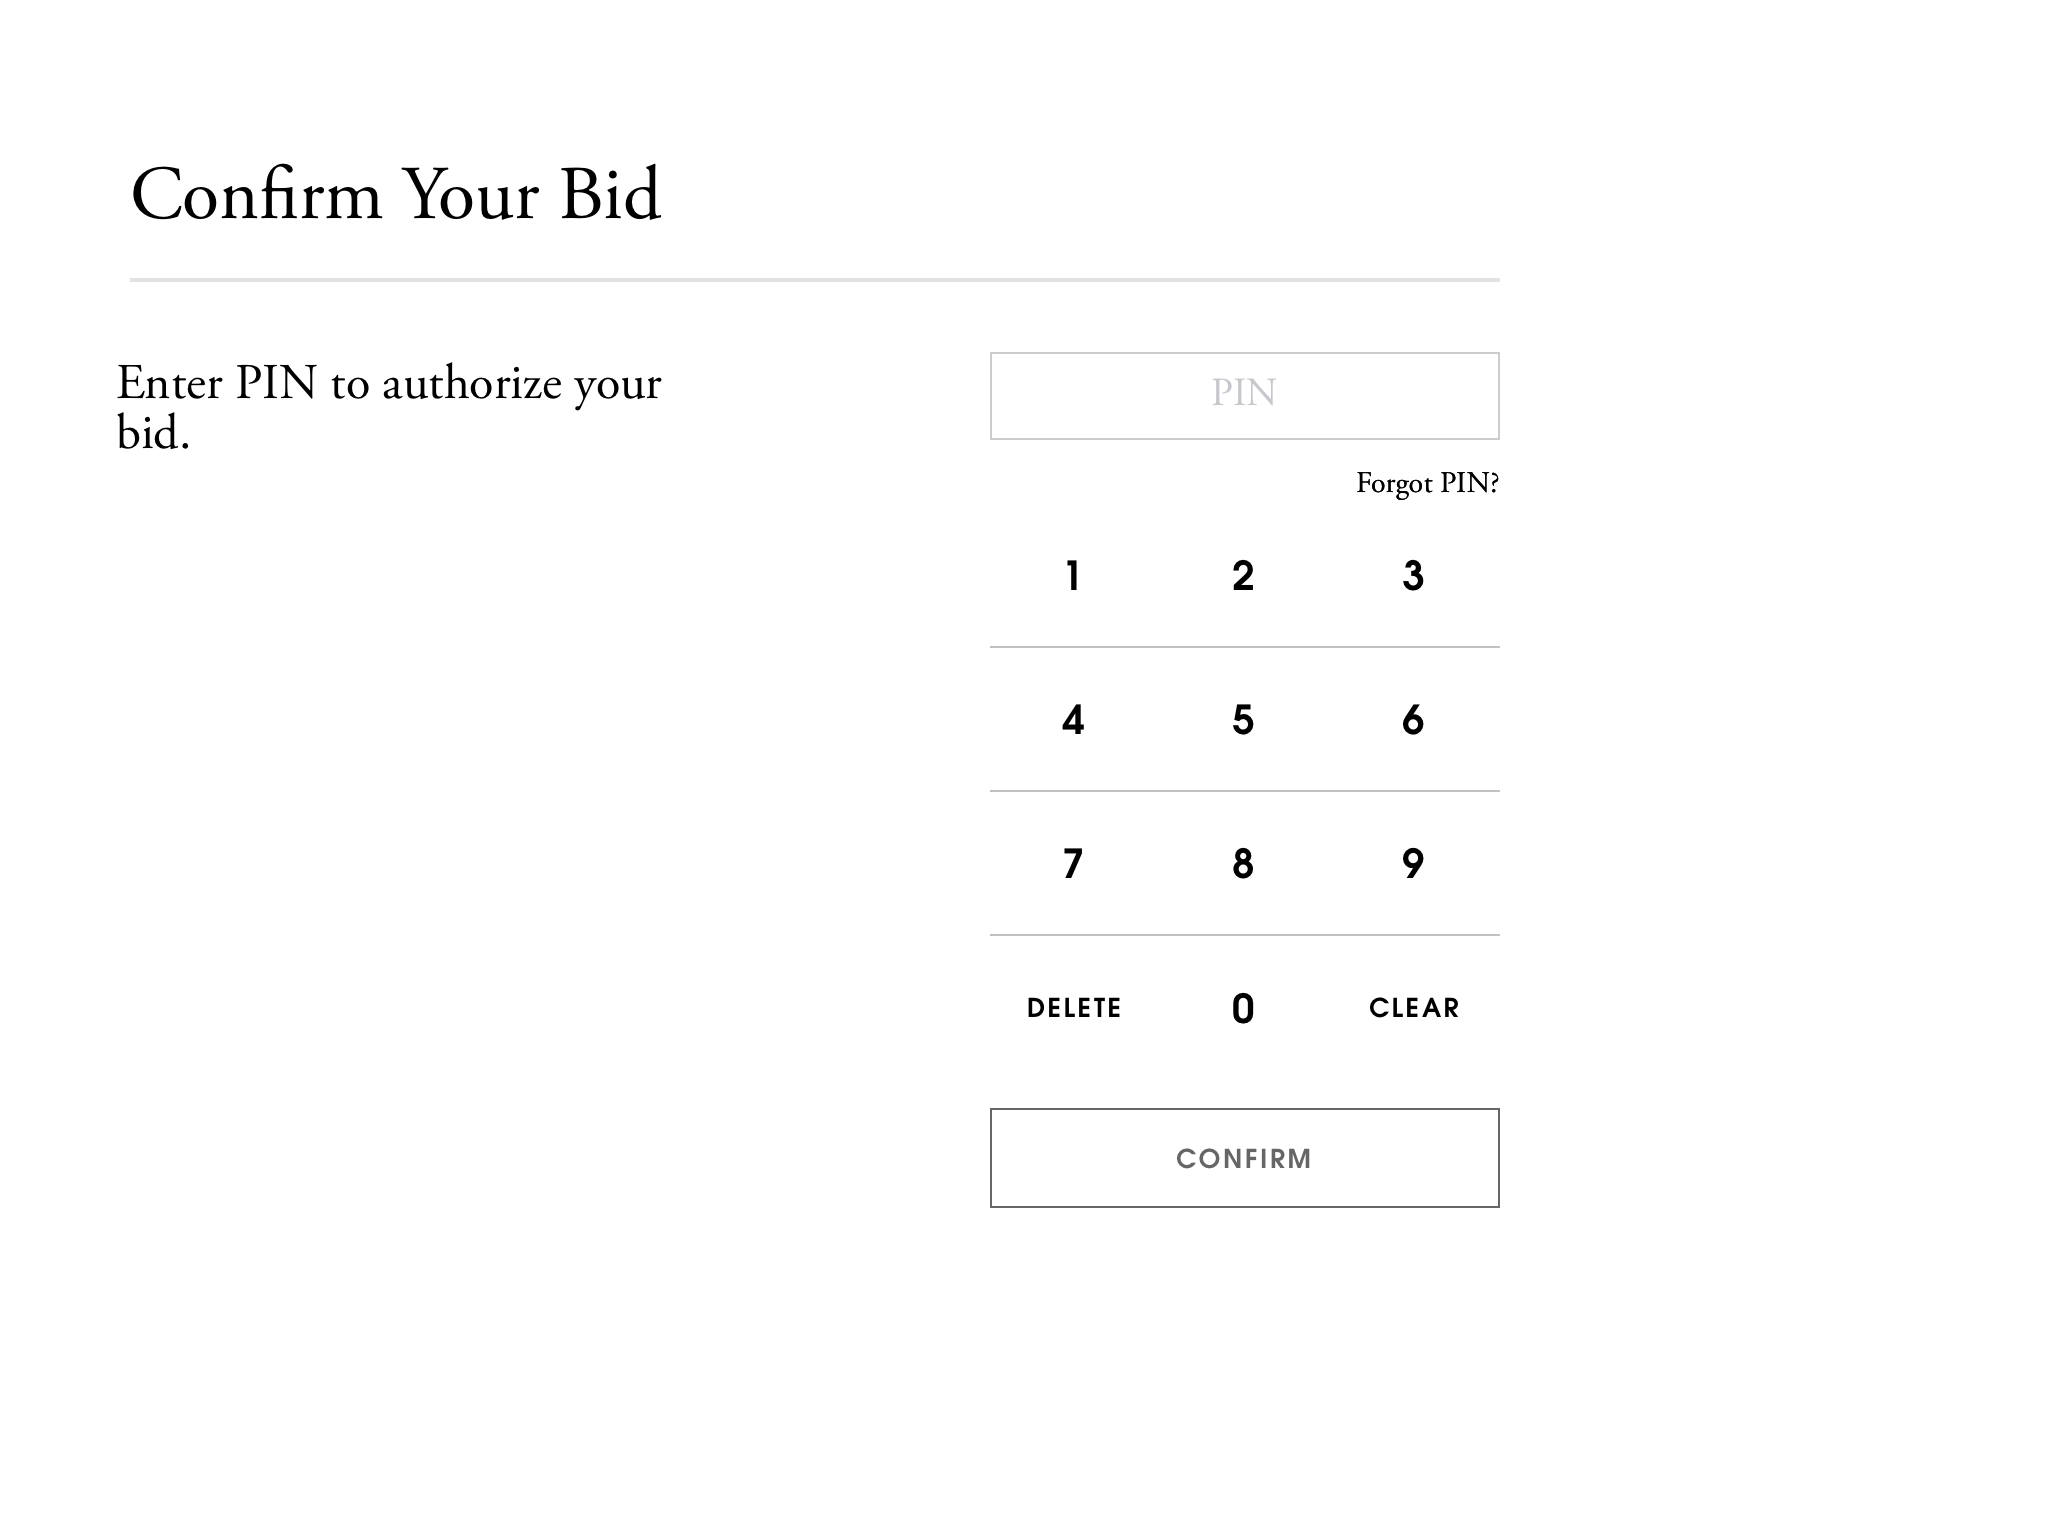 Confirm Your Bid
Enter PIN to authorize your
bid.
PIN
Forgot PIN?
1 2 3
4 5 6
7 8 9
DELETE 0 CLEAR
CONFIRM